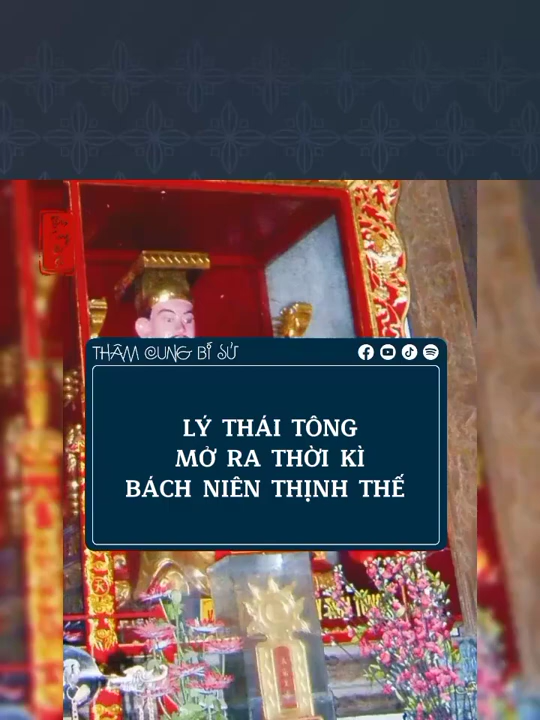 THÂM CUNG BÍ SỬ
LÝ THÁI TÔNG
MỞ RA THỜI KÌ
BÁCH NIÊN THỊNH THẾ